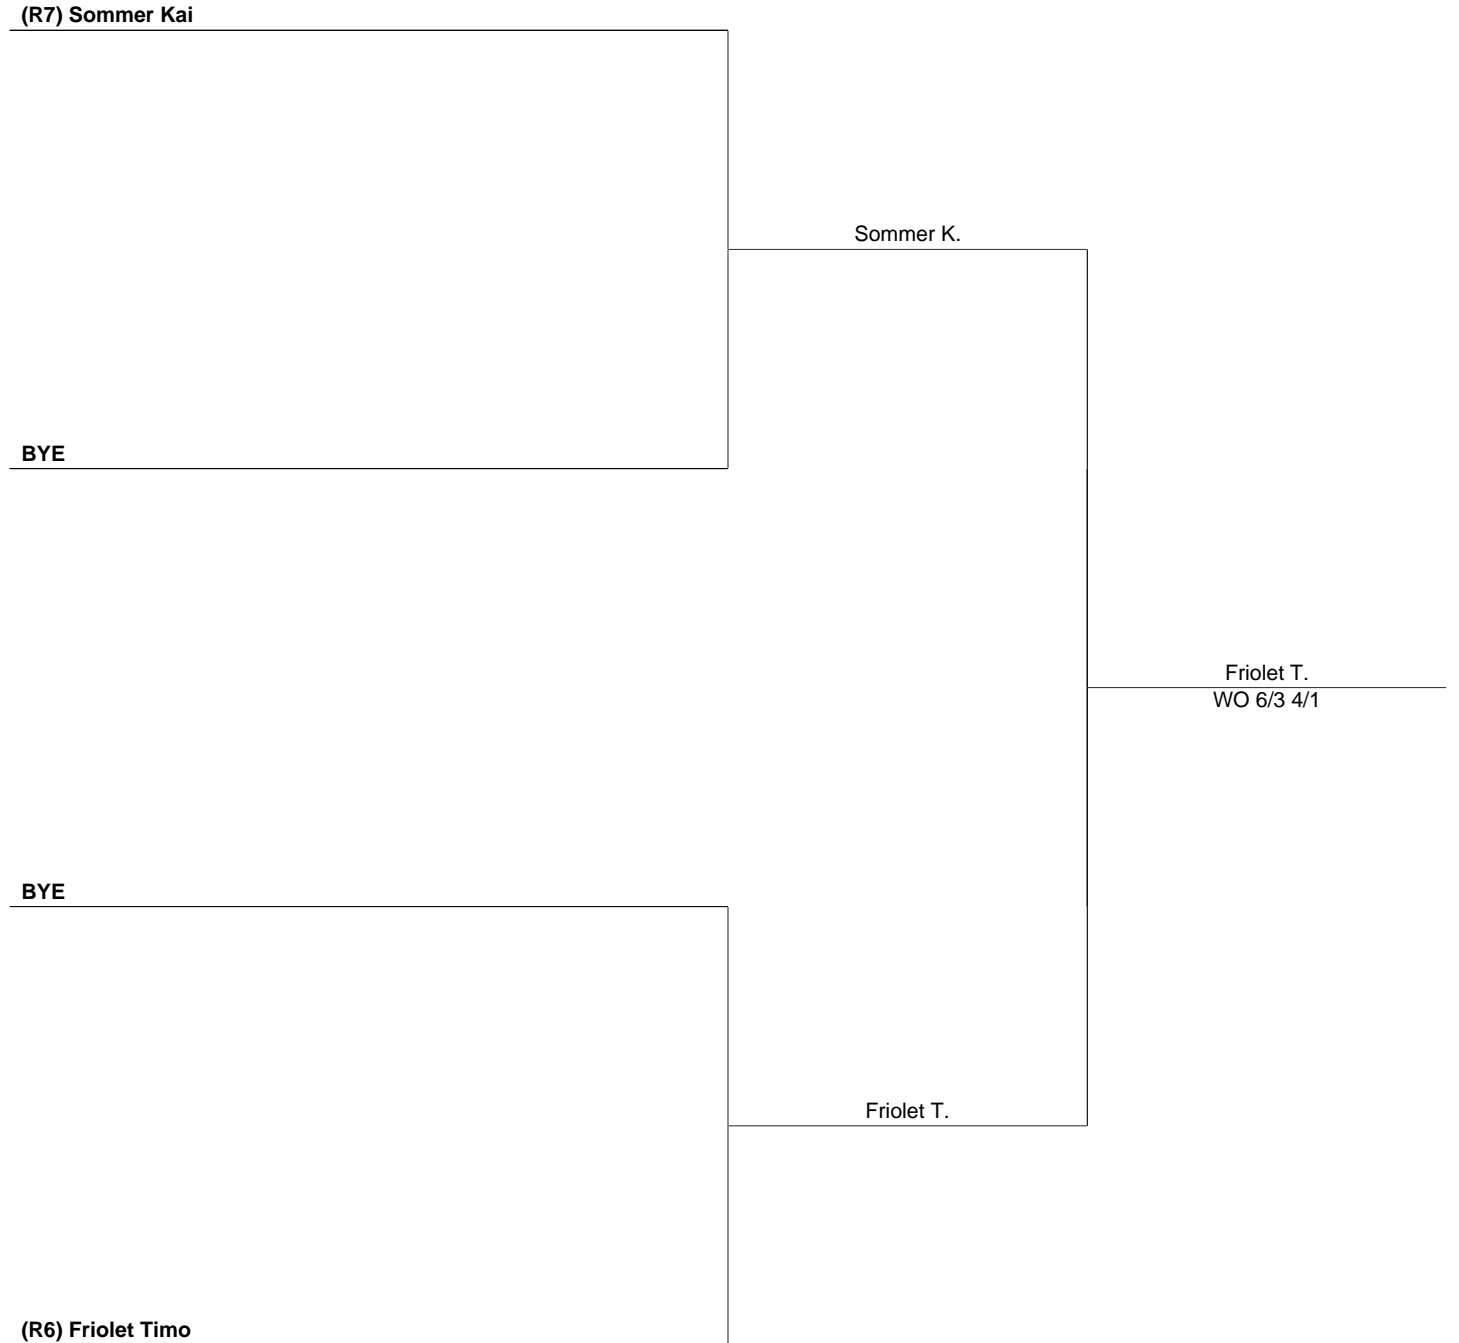 (R7) Sommer Kai
Sommer K.
BYE
Friolet T.
WO 6/3 4/1
BYE
Friolet T.
(R6) Friolet Timo